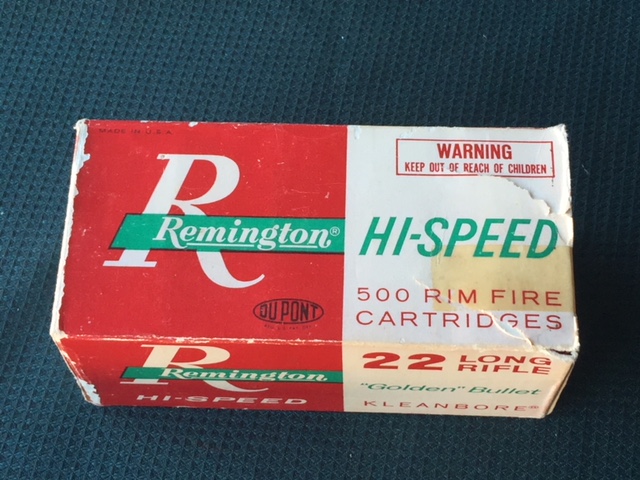 MADE IN U.S.A.
R
Remington®
DU PONT
WARNING
KEEP OUT OF REACH OF CHILDREN
HI-SPEED
500 RIM FIRE
CARTRIDGES
R
Remington
HI-SPEED
22 LONG
RIFLE
"Golden" Bullet
KLEANBORE®